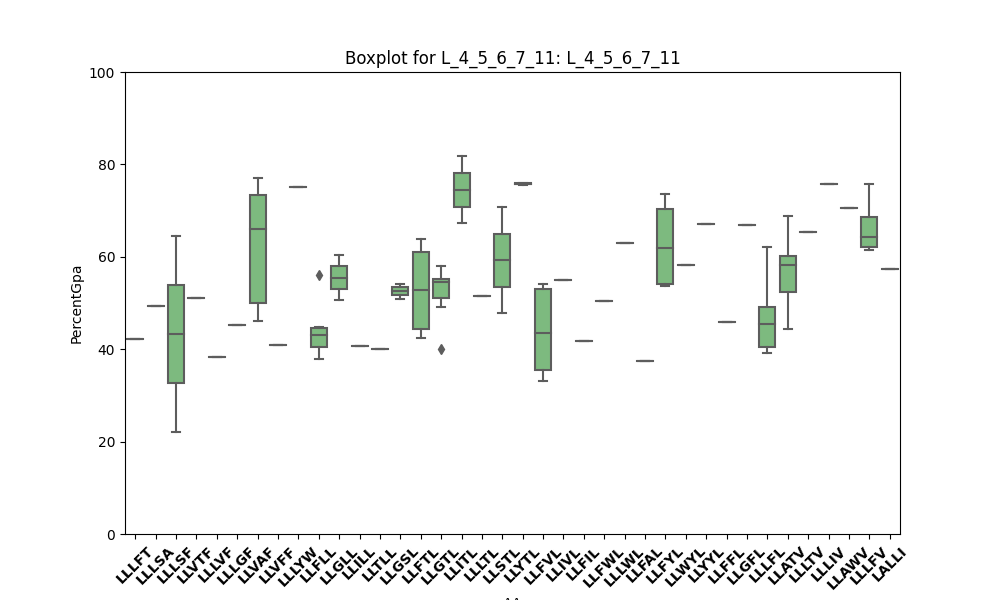 Boxplot for L_4_5_6_7_11: L_4_5_6_7_11
PercentGpa
100
80
60
40
20
0
LLLFT
LLLSA
LLLSF
LLVTF
LLLVF
LLLGF
LLVAF
LLVFF
LLLYW
LLFLL
LLGLL
LLILL
LLTLL
LLGSL
LLFTL
LLGTL
LLITL
LLLTL
LLSTL
LLYTL
LLFVL
LLIVL
LLFIL
LLFWL
LLLWL
LLFAL
LLFYL
LLWYL
LLYYL
LLFFL
LLGFL
LLLFL
LLATV
LLLTV
LLLIV
LLAWV
LLLFV
LALLI